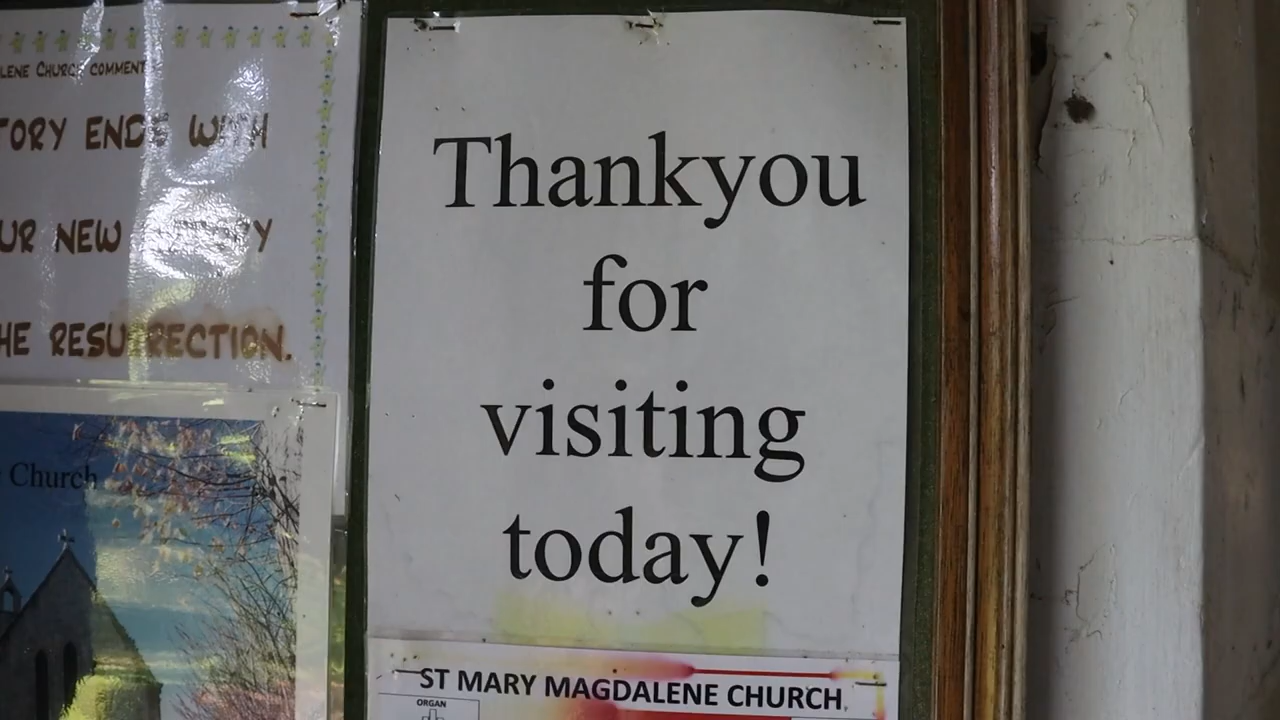 LENE CHURCH COMMENT
TORY ENDS WITH
UR NEW
HE RESURRECTION.
Church
Thankyou
for
visiting
today!
ST MARY MAGDALENE CHURCH
ORGAN